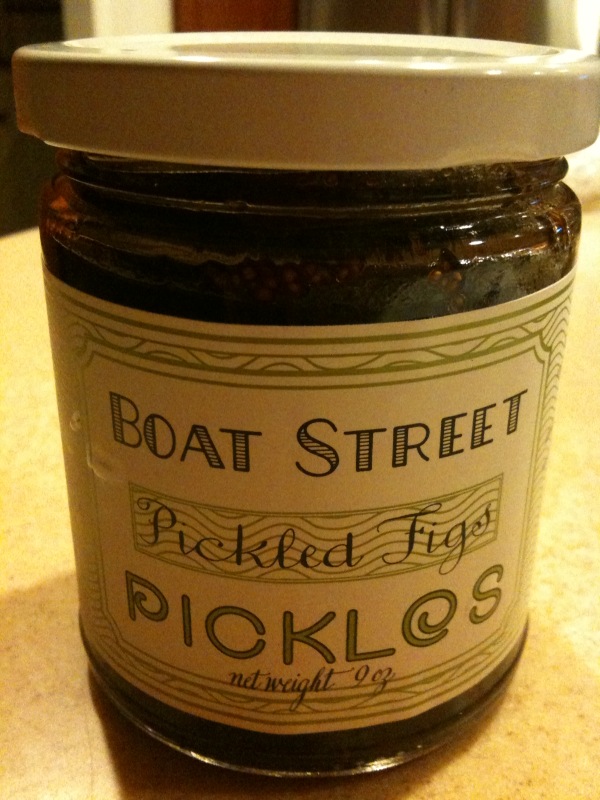 BOAT STREET
Pickled Figs
PICKLES
net weight 9 oz